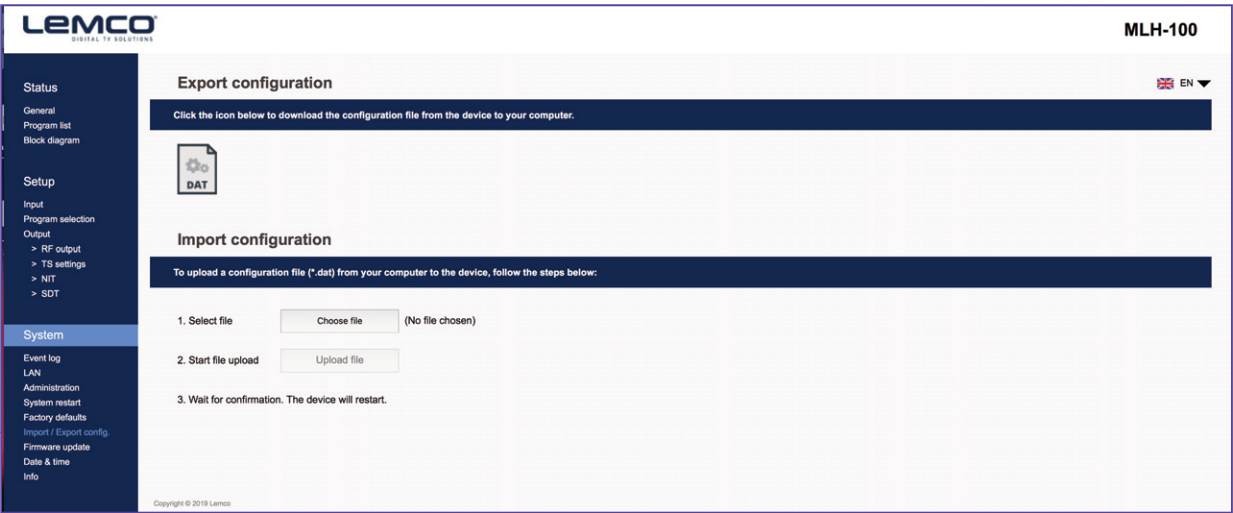 Lemco
DIGITAL TV SOLUTIONS
MLH-100
Status
General
Program list
Block diagram
Setup
Input
Program selection
Output
> RF output
> TS settings
> NIT
> SDT
System
Event log
LAN
Administration
System restart
Factory defaults
Import / Export config.
Firmware update
Date & time
Info
Export configuration
EN
Click the icon below to download the configuration file from the device to your computer.
DAT
Import configuration
To upload a configuration file (*.dat) from your computer to the device, follow the steps below:
1. Select file Choose file (No file chosen)
2. Start file upload Upload file
3. Wait for confirmation. The device will restart.
Copyright © 2019 Lemco